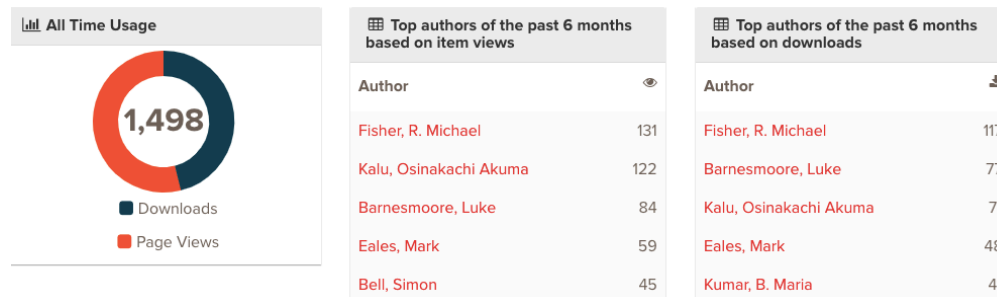 All Time Usage
1,498
Downloads
Page Views
Top authors of the past 6 months
based on item views
Author
Fisher, R. Michael 131
Kalu, Osinakachi Akuma 122
Barnesmoore, Luke 84
Eales, Mark 59
Bell, Simon 45
Top authors of the past 6 months
based on downloads
Author
Fisher, R. Michael
Barnesmoore, Luke
Kalu, Osinakachi Akuma
Eales, Mark
Kumar, B. Maria